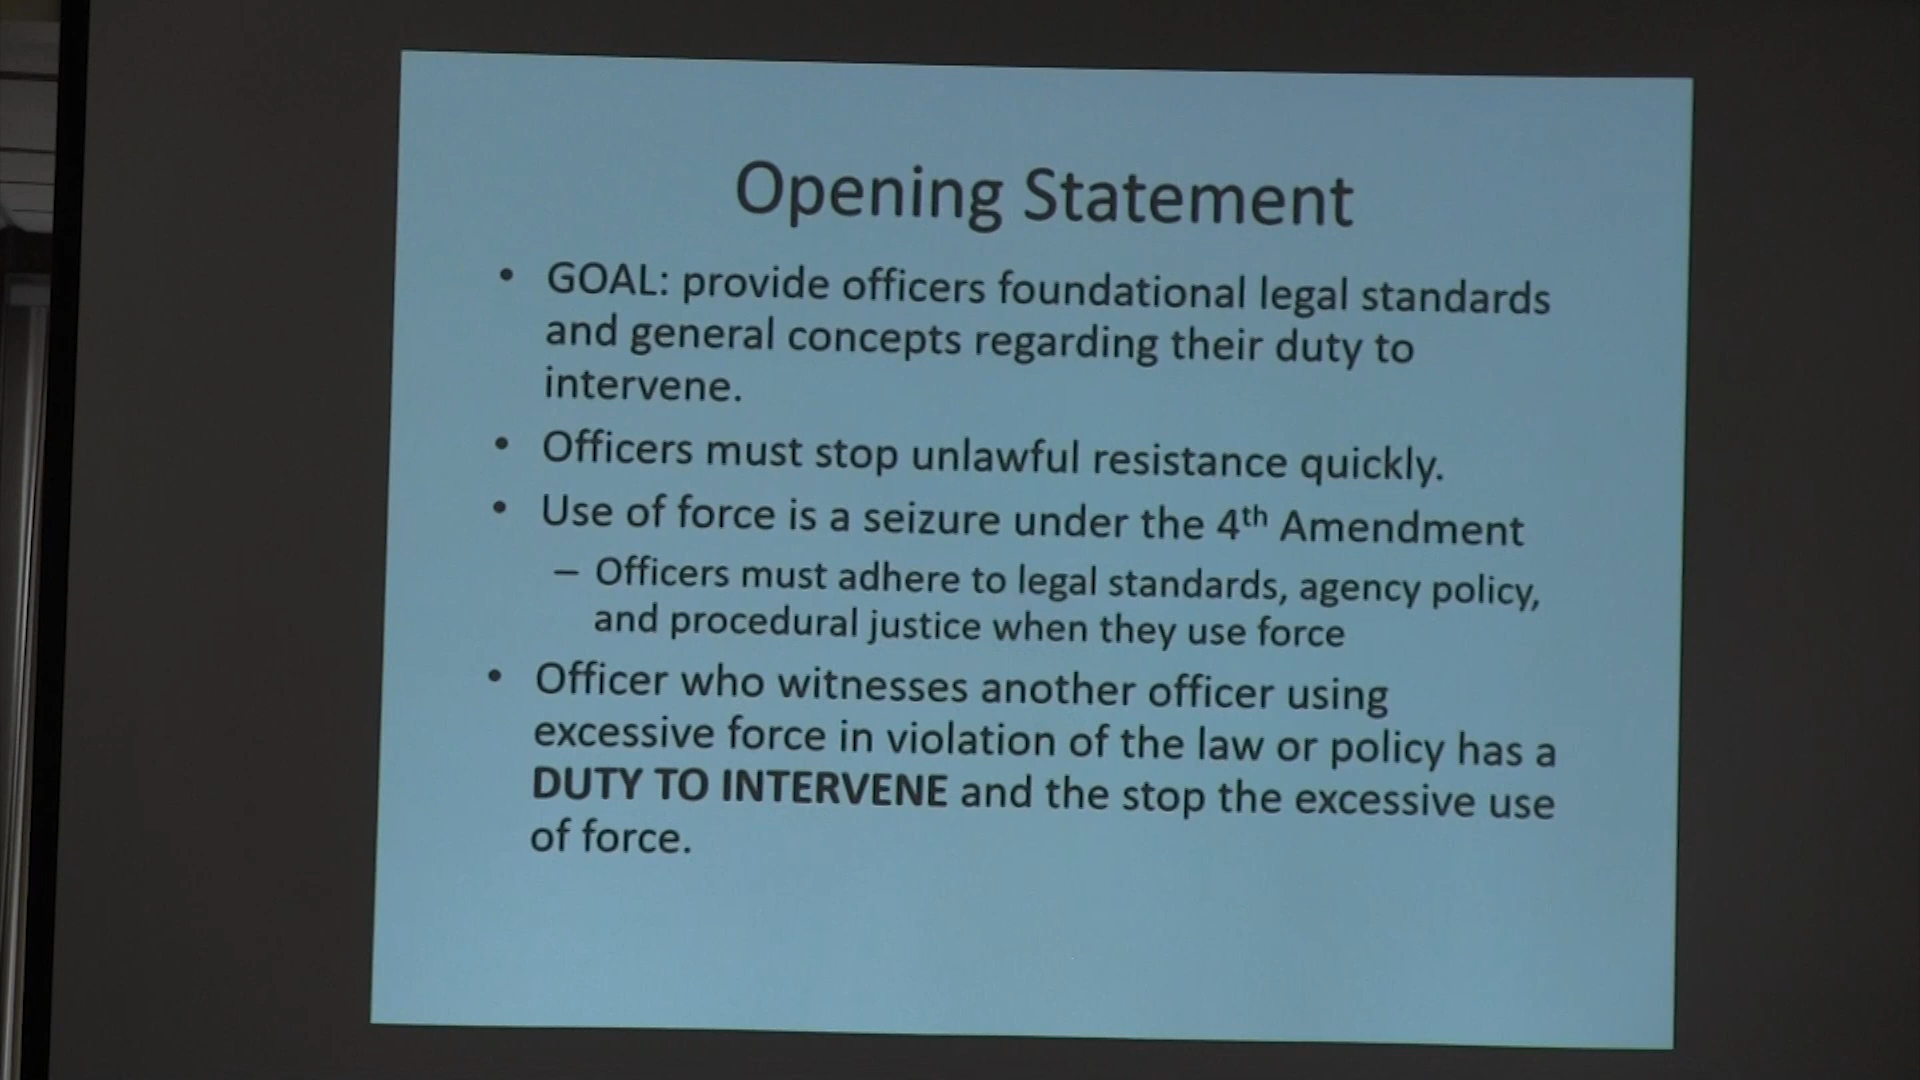 Opening Statement
• GOAL: provide officers foundational legal standards
and general concepts regarding their duty to
intervene.
• Officers must stop unlawful resistance quickly.
• Use of force is a seizure under the 4th Amendment
– Officers must adhere to legal standards, agency policy,
and procedural justice when they use force
• Officer who witnesses another officer using
excessive force in violation of the law or policy has a
DUTY TO INTERVENE and the stop the excessive use
of force.